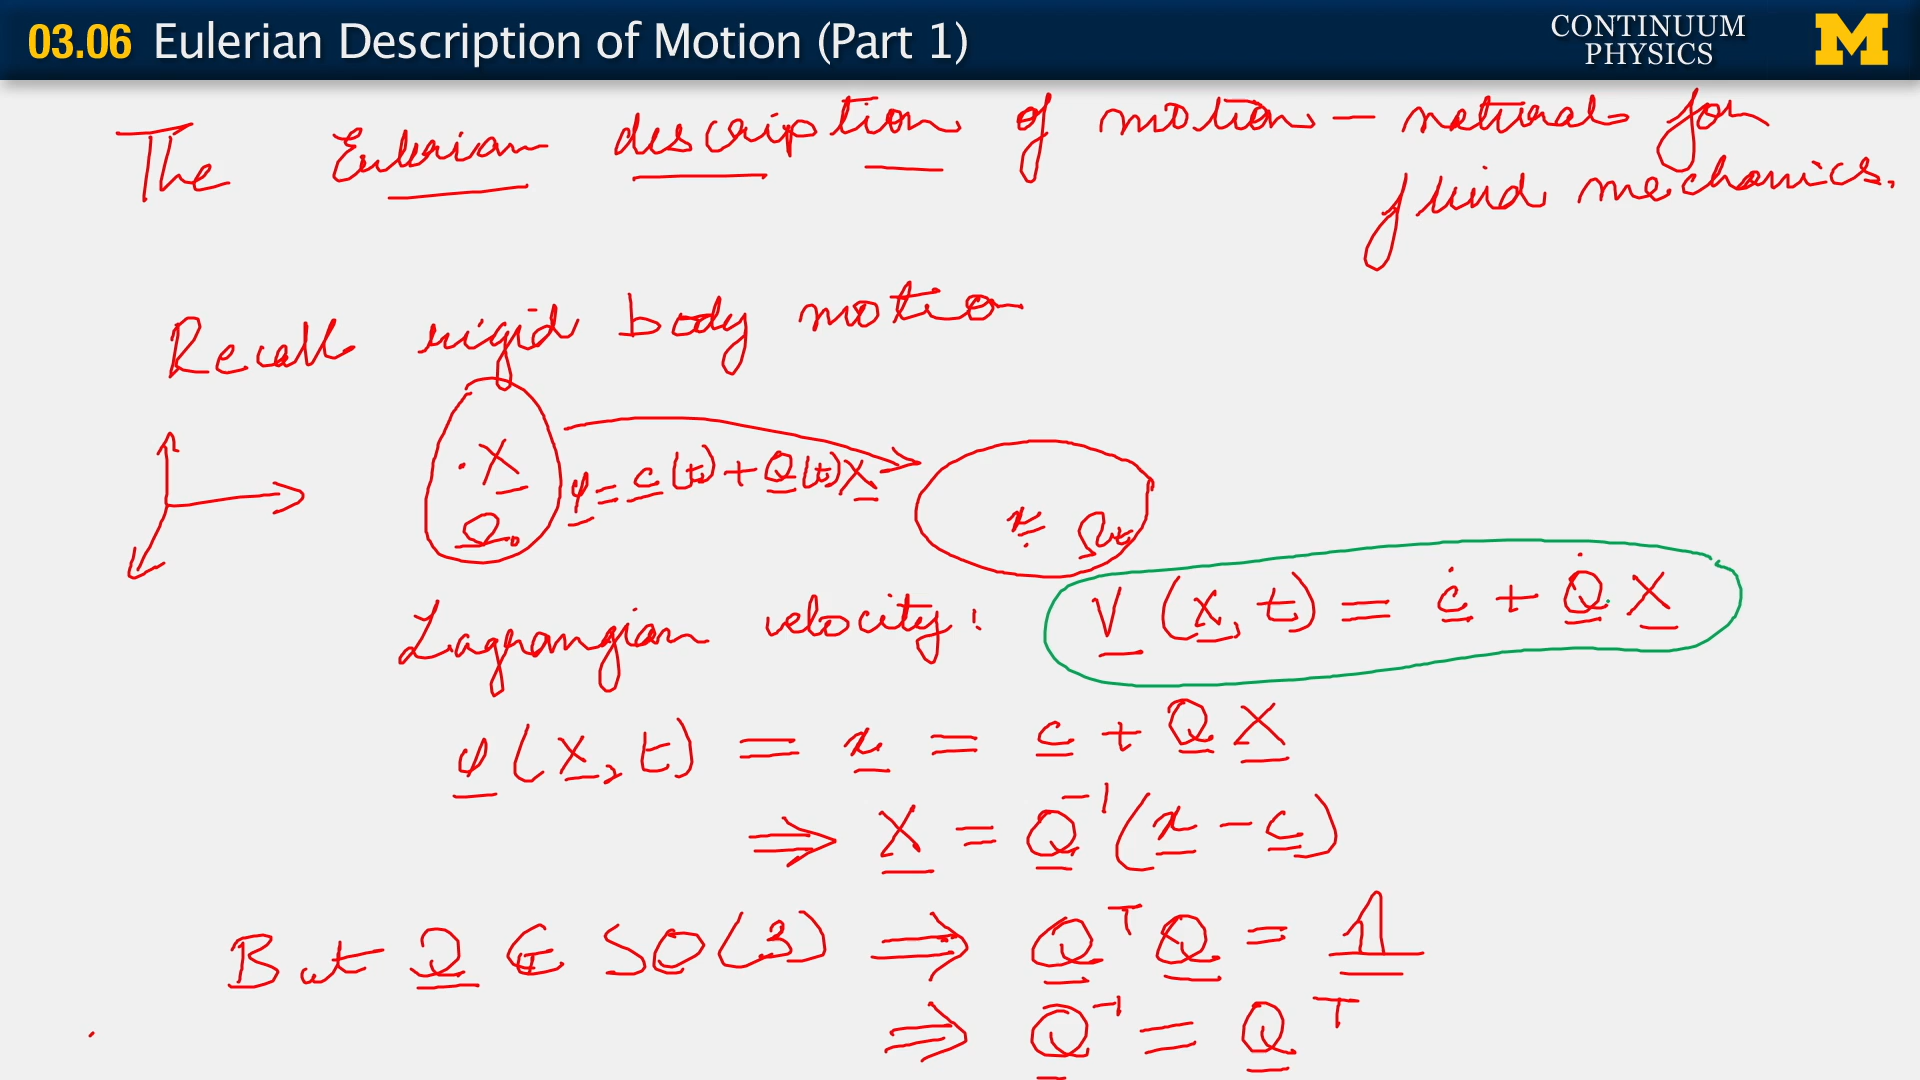 03.06 Eulerian Description of Motion (Part 1)
CONTINUUM PHYSICS M
The Eulerian description of motion – natural for
fluid mechanics.
Recall rigid body motion
. X
Ω₀
φ = c(t) + Q(t)X
x Ωt
Lagrangian velocity: V(X, t) = ċ + Q̇ X
φ(X, t) = x = c + Q X
⇒ X = Q⁻¹(x - c)
But Q ∈ SO(3) ⇒ QᵀQ = 1
⇒ Q⁻¹ = Qᵀ